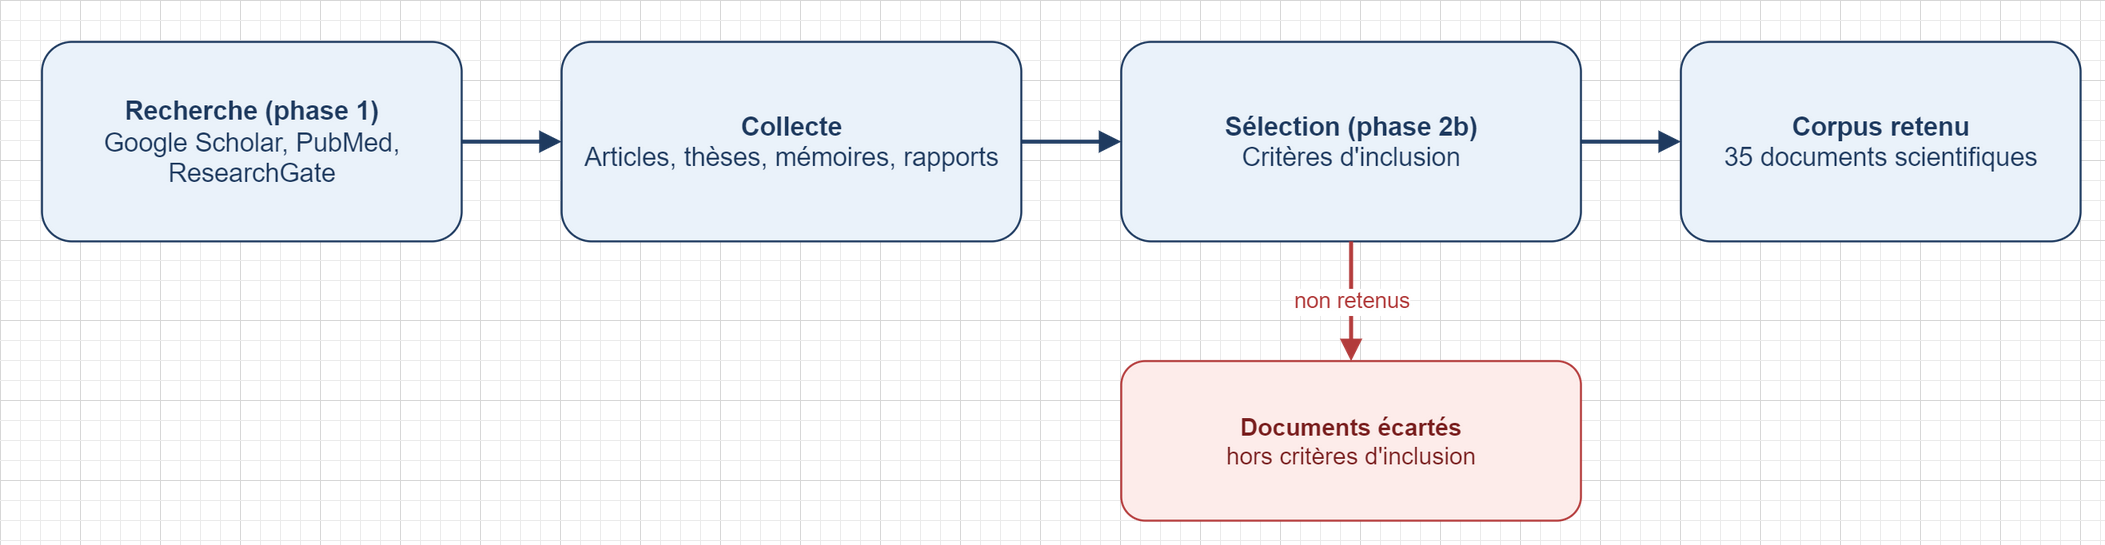 Recherche (phase 1)
Google Scholar, PubMed,
ResearchGate
Collecte
Articles, thèses, mémoires, rapports
Sélection (phase 2b)
Critères d'inclusion
Corpus retenu
35 documents scientifiques
non retenus
Documents écartés
hors critères d'inclusion